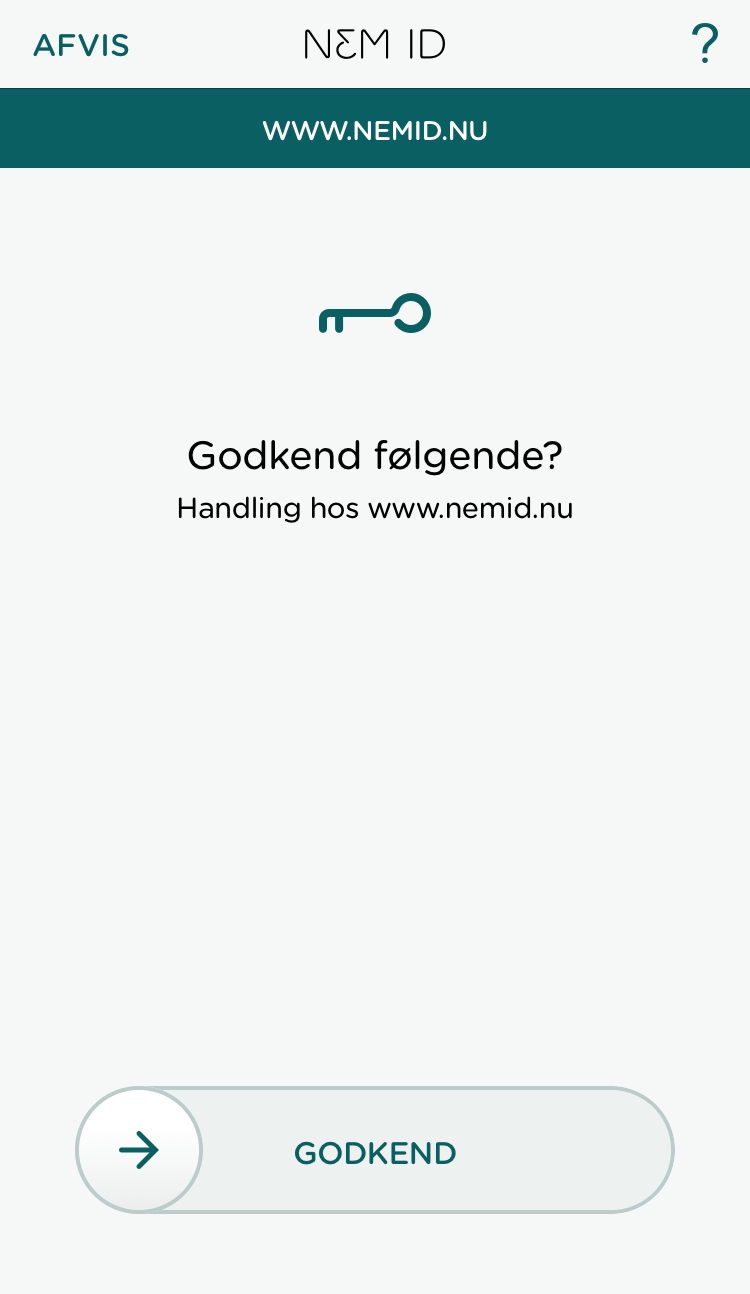 AFVIS
NEM ID
?
WWW.NEMID.NU
Godkend følgende?
Handling hos www.nemid.nu
GODKEND